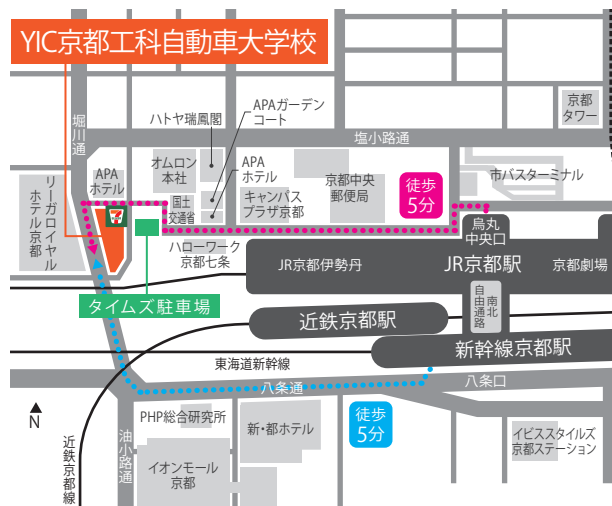 YIC京都工科自動車大学校
堀川通
ハトヤ瑞鳳閣
APAガーデン
コート
京都
タワー
塩小路通
リーガロイヤル
ホテル京都
APA
ホテル
オムロン
本社
APA
ホテル
国土
交通省
キャンパス
プラザ京都
京都中央
郵便局
徒歩
5分
市バスターミナル
7
烏丸
中央口
ハローワーク
京都七条
JR京都伊勢丹
JR京都駅
京都劇場
タイムズ駐車場
南北
自由通路
近鉄京都駅
新幹線京都駅
東海道新幹線
八条通
八条口
N
PHP総合研究所
新・都ホテル
徒歩
5分
イビススタイルズ
京都ステーション
近鉄京都線
油小路通
イオンモール
京都